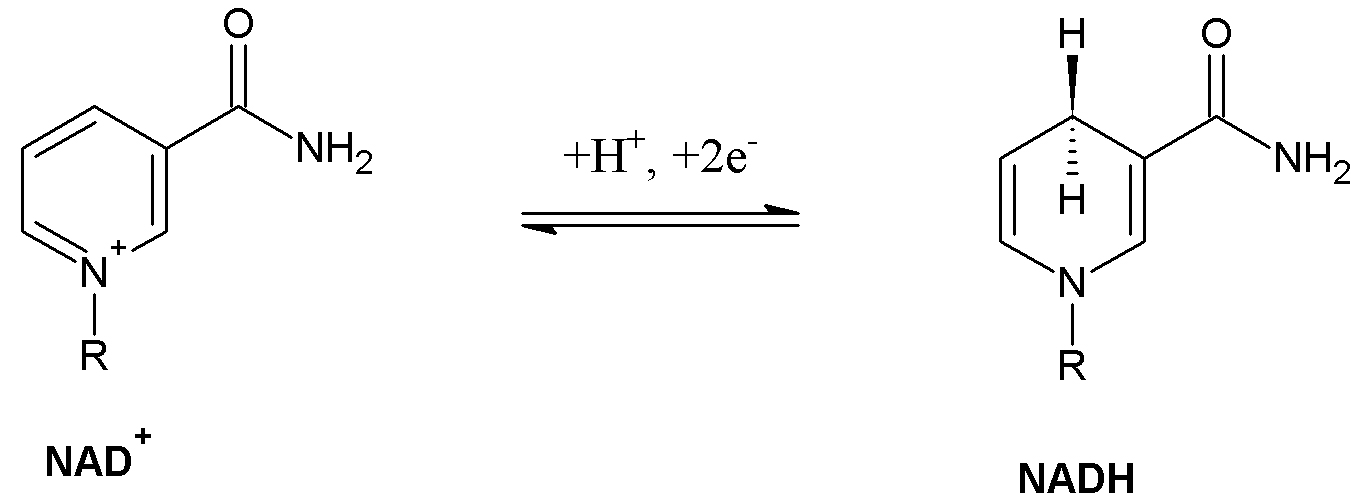 O
NH2
N+
R
NAD+
+H+, +2e-
H
O
NH2
H
N
R
NADH